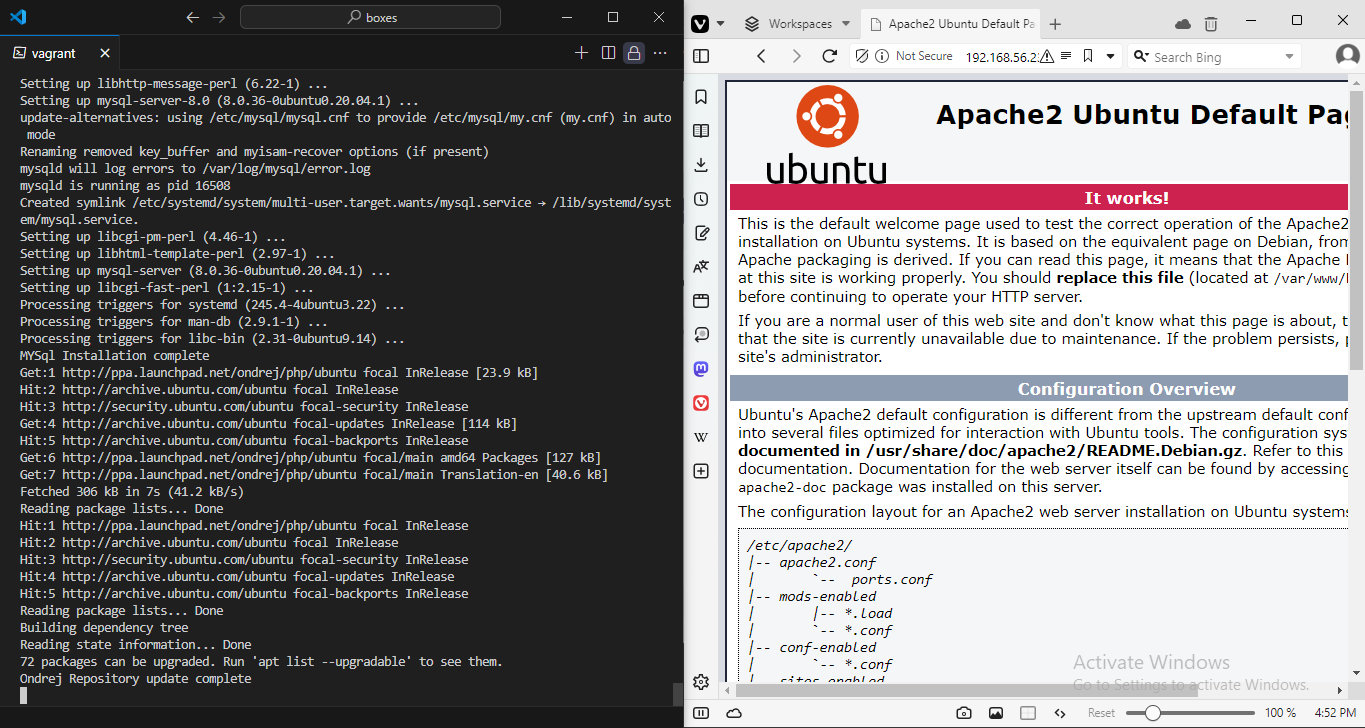 boxes
vagrant
Setting up libhttp-message-perl (6.22-1) ...
Setting up mysql-server-8.0 (8.0.36-0ubuntu0.20.04.1) ...
update-alternatives: using /etc/mysql/mysql.cnf to provide /etc/mysql/my.cnf (my.cnf) in auto
mode
Renaming removed key_buffer and myisam-recover options (if present)
mysqld will log errors to /var/log/mysql/error.log
mysqld is running as pid 16508
Created symlink /etc/systemd/system/multi-user.target.wants/mysql.service → /lib/systemd/syst
em/mysql.service.
Setting up libcgi-pm-perl (4.46-1) ...
Setting up libhtml-template-perl (2.97-1) ...
Setting up mysql-server (8.0.36-0ubuntu0.20.04.1) ...
Setting up libcgi-fast-perl (1:2.15-1) ...
Processing triggers for systemd (245.4-4ubuntu3.22) ...
Processing triggers for man-db (2.9.1-1) ...
Processing triggers for libc-bin (2.31-0ubuntu9.14) ...
MYSql Installation complete
Get:1 http://ppa.launchpad.net/ondrej/php/ubuntu focal InRelease [23.9 kB]
Hit:2 http://archive.ubuntu.com/ubuntu focal InRelease
Hit:3 http://security.ubuntu.com/ubuntu focal-security InRelease
Get:4 http://archive.ubuntu.com/ubuntu focal-updates InRelease [114 kB]
Hit:5 http://archive.ubuntu.com/ubuntu focal-backports InRelease
Get:6 http://ppa.launchpad.net/ondrej/php/ubuntu focal/main amd64 Packages [127 kB]
Get:7 http://ppa.launchpad.net/ondrej/php/ubuntu focal/main Translation-en [40.6 kB]
Fetched 306 kB in 7s (41.2 kB/s)
Reading package lists... Done
Hit:1 http://ppa.launchpad.net/ondrej/php/ubuntu focal InRelease
Hit:2 http://archive.ubuntu.com/ubuntu focal InRelease
Hit:3 http://security.ubuntu.com/ubuntu focal-security InRelease
Hit:4 http://archive.ubuntu.com/ubuntu focal-updates InRelease
Hit:5 http://archive.ubuntu.com/ubuntu focal-backports InRelease
Reading package lists... Done
Building dependency tree
Reading state information... Done
72 packages can be upgraded. Run 'apt list --upgradable' to see them.
Ondrej Repository update complete
Workspaces
Apache2 Ubuntu Default Pa
Not Secure 192.168.56.2
Search Bing
ubuntu
Apache2 Ubuntu Default Pag
It works!
This is the default welcome page used to test the correct operation of the Apache2
installation on Ubuntu systems. It is based on the equivalent page on Debian, from
Apache packaging is derived. If you can read this page, it means that the Apache
at this site is working properly. You should replace this file (located at /var/www/
before continuing to operate your HTTP server.
If you are a normal user of this web site and don't know what this page is about, t
that the site is currently unavailable due to maintenance. If the problem persists, p
site's administrator.
Configuration Overview
Ubuntu's Apache2 default configuration is different from the upstream default conf
into several files optimized for interaction with Ubuntu tools. The configuration sys
documented in /usr/share/doc/apache2/README.Debian.gz. Refer to this
documentation. Documentation for the web server itself can be found by accessing
apache2-doc package was installed on this server.
The configuration layout for an Apache2 web server installation on Ubuntu systems
/etc/apache2/
|-- apache2.conf
| `-- ports.conf
|-- mods-enabled
| |-- *.load
| `-- *.conf
|-- conf-enabled
| `-- *.conf
|-- sites-enabled
Activate Windows
Go to Settings to activate Windows.
W
Reset
100 %
4:52 PM